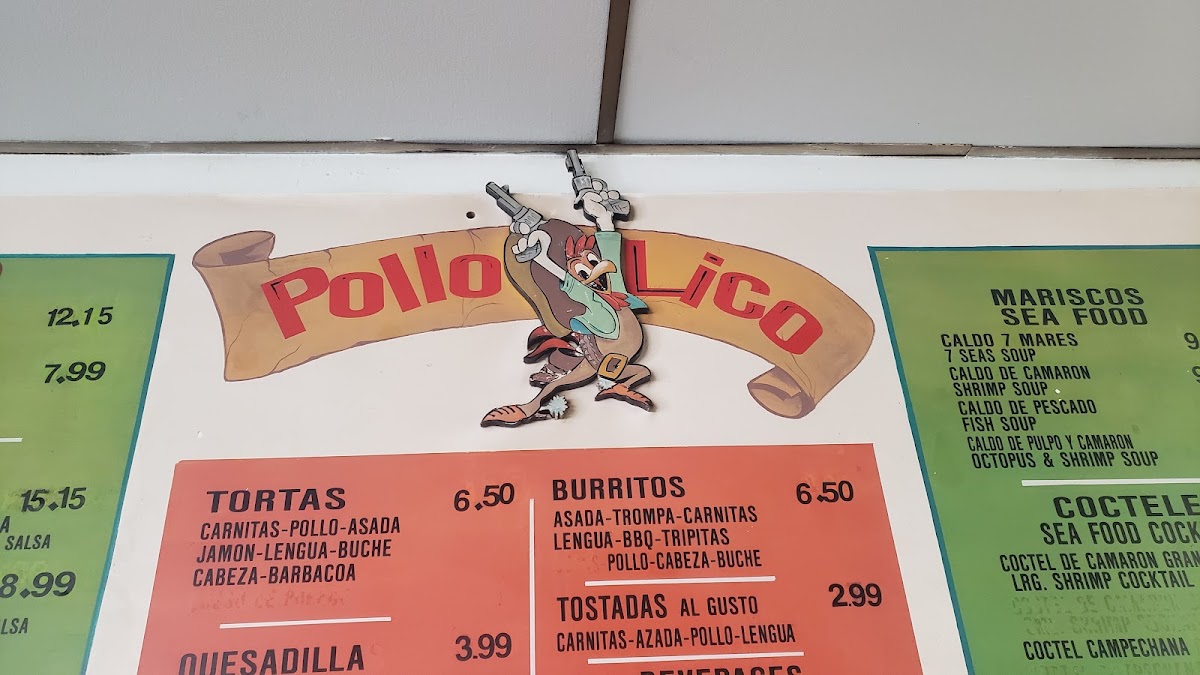 Pollo Lico
12.15
7.99
15.15
A
SALSA
8.99
LSA
TORTAS 6.50
CARNITAS-POLLO-ASADA
JAMON-LENGUA-BUCHE
CABEZA-BARBACOA
QUESADILLA 3.99
BURRITOS 6.50
ASADA-TROMPA-CARNITAS
LENGUA-BBQ-TRIPITAS
POLLO-CABEZA-BUCHE
TOSTADAS AL GUSTO 2.99
CARNITAS-AZADA-POLLO-LENGUA
BEVERAGES
MARISCOS
SEA FOOD
CALDO 7 MARES 9
7 SEAS SOUP
CALDO DE CAMARON
SHRIMP SOUP
CALDO DE PESCADO
FISH SOUP
CALDO DE PULPO Y CAMARON
OCTOPUS & SHRIMP SOUP
COCTELE
SEA FOOD COCK
COCTEL DE CAMARON GRAN
LRG. SHRIMP COCKTAIL
COCTEL CAMPECHANA